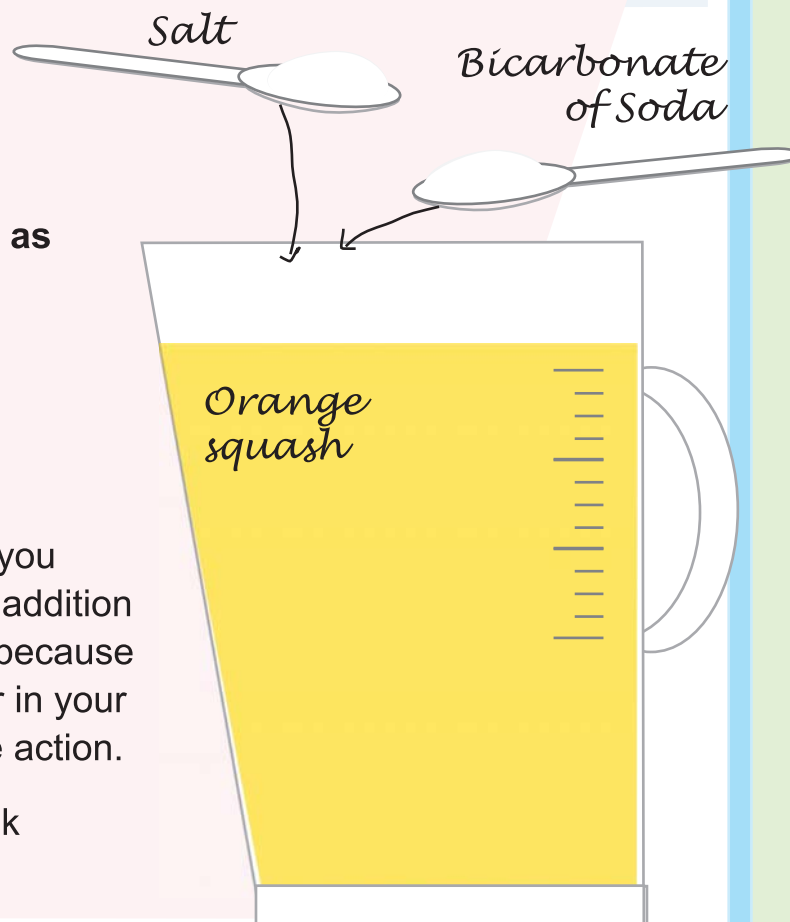 Salt
Bicarbonate
of Soda
as
Orange
squash
you
addition
because
in your
action.